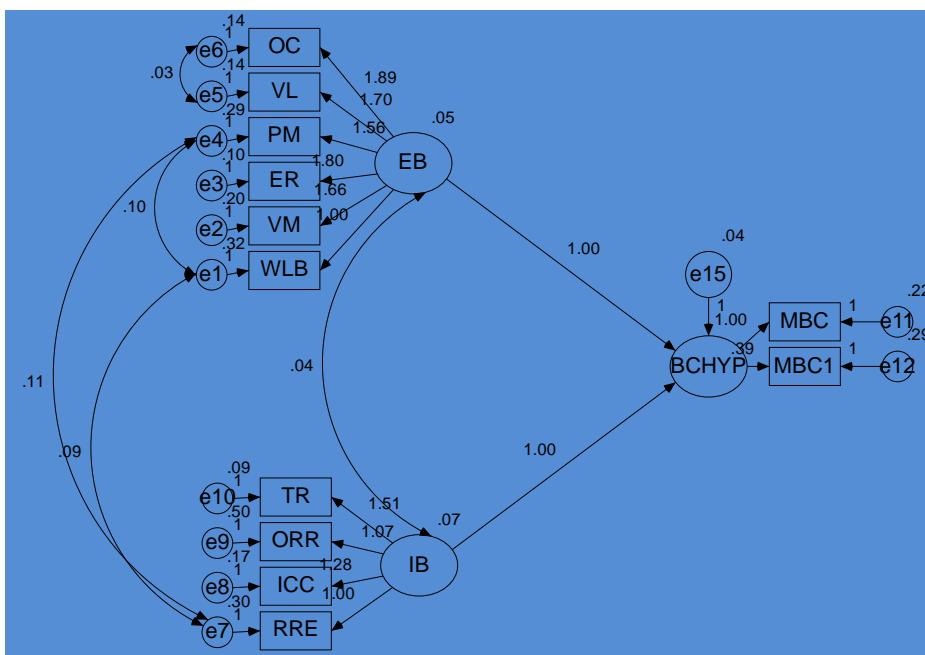 .14
1
e6 OC
.03
.14
1
e5 VL
1.89
1.70
.29
1
e4 PM
1.56
.05
EB
.10
1
e3 ER
1.80
.20
1
e2 VM
1.66
.10
1.00
.32
1
e1 WLB
1.00
.04
e15
1
1.00
MBC
1
.22
e11
BCHYP
.39
MBC1
1
.29
e12
.04
.11
.09
1.00
.09
1
e10 TR
1.51
.07
.50
1
e9 ORR
1.07
IB
.17
1
e8 ICC
1.28
1.00
.30
1
e7 RRE